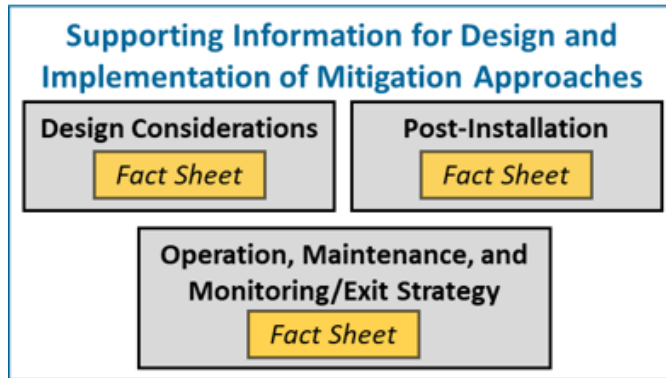 Supporting Information for Design and
Implementation of Mitigation Approaches
Design Considerations
Fact Sheet
Post-Installation
Fact Sheet
Operation, Maintenance, and
Monitoring/Exit Strategy
Fact Sheet